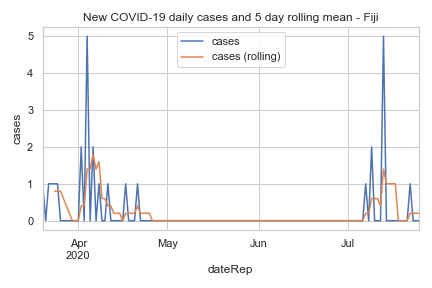 New COVID-19 daily cases and 5 day rolling mean - Fiji
cases
cases (rolling)
5
4
3
2
1
0
cases
Apr
2020
May
Jun
Jul
dateRep